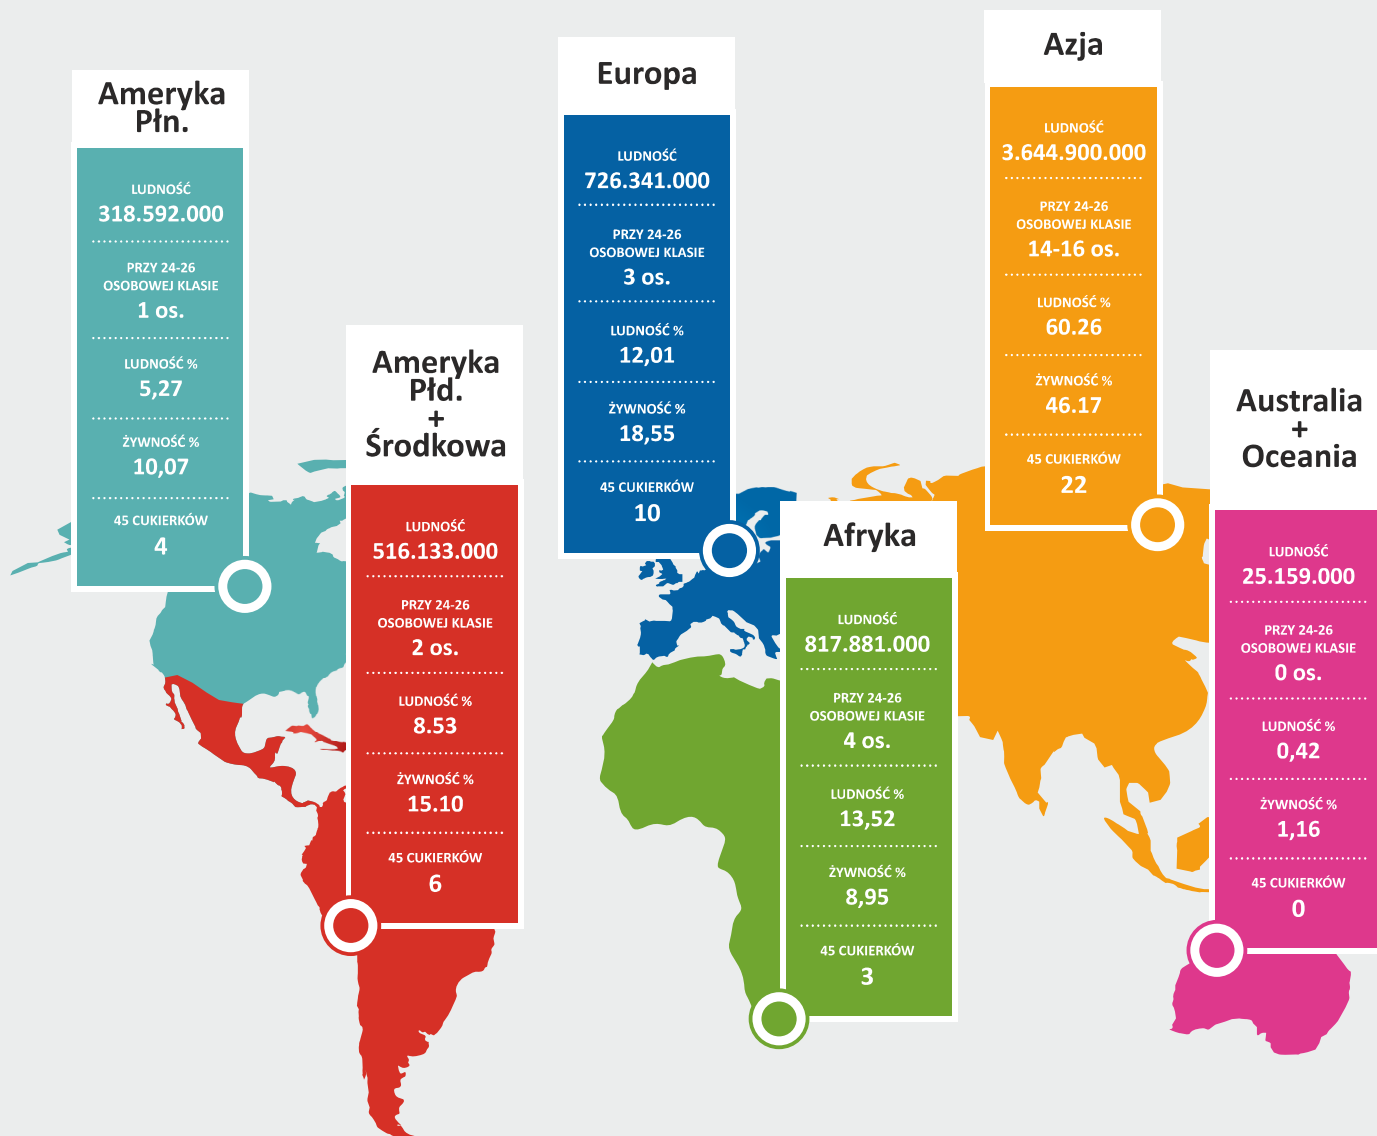 Ameryka
Płn.
LUDNOŚĆ
318.592.000
PRZY 24-26
OSOBOWEJ KLASIE
1 os.
LUDNOŚĆ %
5,27
ŻYWNOŚĆ %
10,07
45 CUKIERKÓW
4
Ameryka
Płd.
+
Środkowa
LUDNOŚĆ
516.133.000
PRZY 24-26
OSOBOWEJ KLASIE
2 os.
LUDNOŚĆ %
8.53
ŻYWNOŚĆ %
15.10
45 CUKIERKÓW
6
Europa
LUDNOŚĆ
726.341.000
PRZY 24-26
OSOBOWEJ KLASIE
3 os.
LUDNOŚĆ %
12,01
ŻYWNOŚĆ %
18,55
45 CUKIERKÓW
10
Afryka
LUDNOŚĆ
817.881.000
PRZY 24-26
OSOBOWEJ KLASIE
4 os.
LUDNOŚĆ %
13,52
ŻYWNOŚĆ %
8,95
45 CUKIERKÓW
3
Azja
LUDNOŚĆ
3.644.900.000
PRZY 24-26
OSOBOWEJ KLASIE
14-16 os.
LUDNOŚĆ %
60.26
ŻYWNOŚĆ %
46.17
45 CUKIERKÓW
22
Australia
+
Oceania
LUDNOŚĆ
25.159.000
PRZY 24-26
OSOBOWEJ KLASIE
0 os.
LUDNOŚĆ %
0,42
ŻYWNOŚĆ %
1,16
45 CUKIERKÓW
0